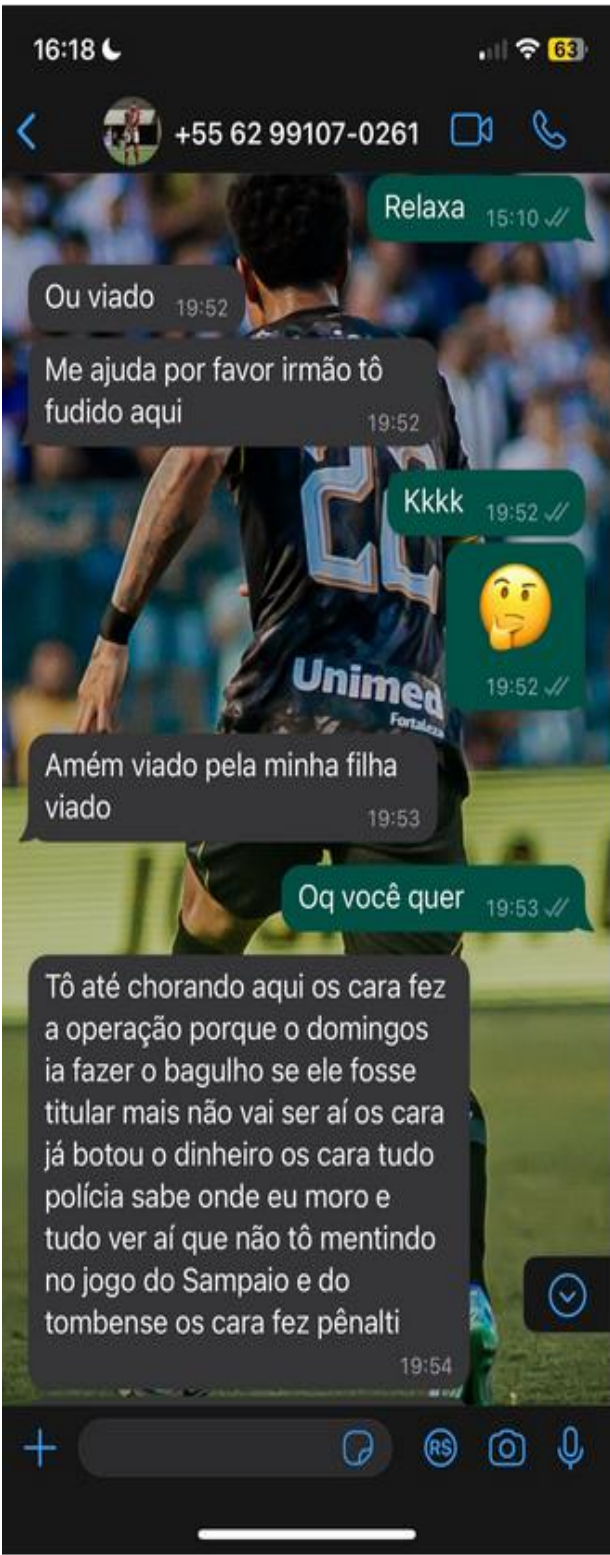 16:18
63
+55 62 99107-0261
Relaxa 15:10
Ou viado 19:52
Me ajuda por favor irmão tô
fudido aqui
19:52
22
Kkkk 19:52
🤔
19:52
Unimed
Fortaleza
Amém viado pela minha filha
viado
19:53
Oq você quer 19:53
Tô até chorando aqui os cara fez
a operação porque o domingos
ia fazer o bagulho se ele fosse
titular mais não vai ser aí os cara
já botou o dinheiro os cara tudo
polícia sabe onde eu moro e
tudo ver aí que não tô mentindo
no jogo do Sampaio e do
tombense os cara fez pênalti
19:54
R$